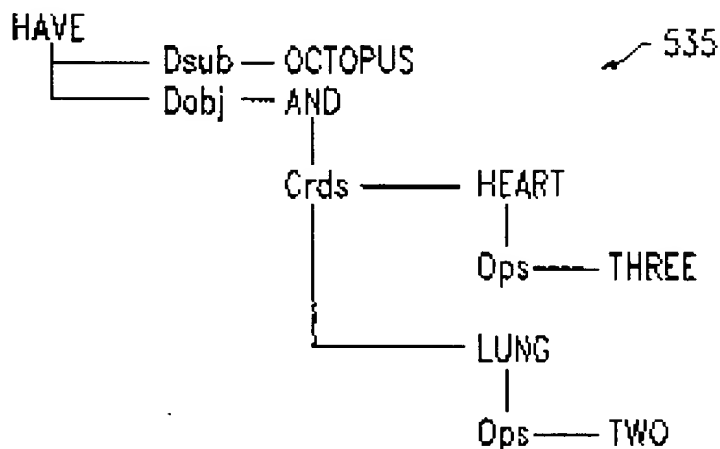 HAVE
Dsub OCTOPUS
535
Dobj AND
Crds HEART
Ops THREE
LUNG
Ops TWO